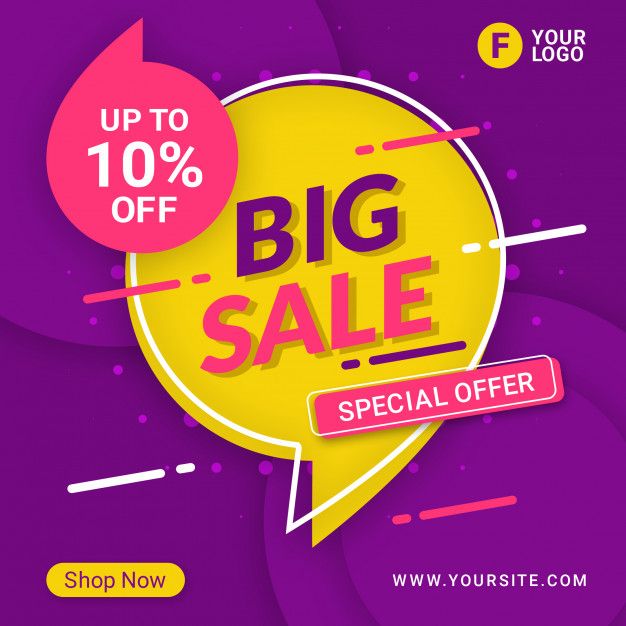 F
YOUR
LOGO
UP TO
10%
OFF
BIG
SALE
SPECIAL OFFER
Shop Now
WWW.YOURSITE.COM